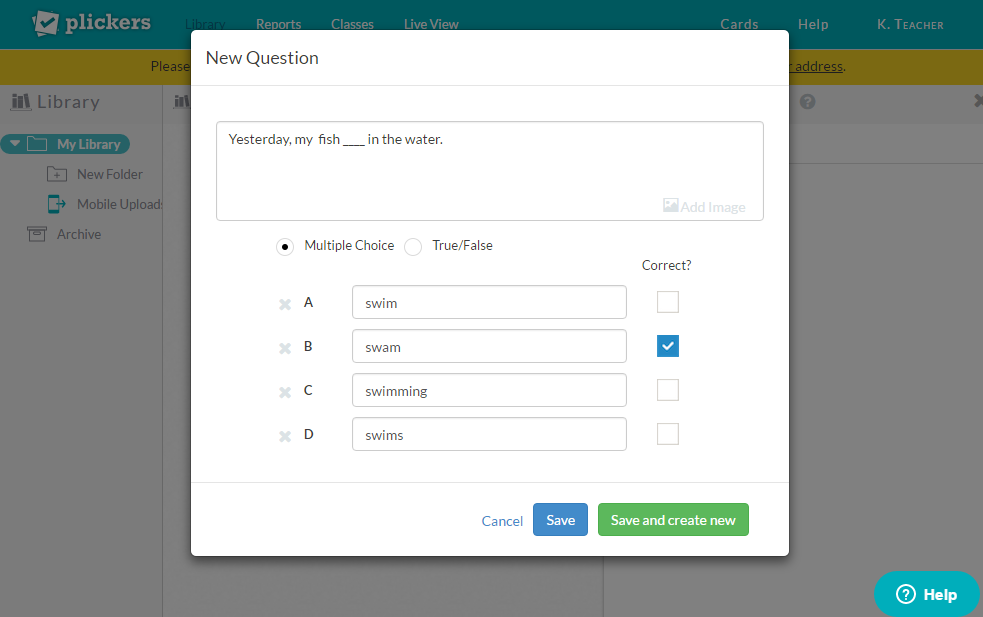 plickers Library Reports Classes Live View Cards Help K. Teacher
Please
r address.
Library
My Library
New Folder
Mobile Uploads
Archive
New Question
Yesterday, my fish ____ in the water.
Add Image
Multiple Choice True/False
Correct?
A swim
B swam
C swimming
D swims
Cancel Save Save and create new
Help